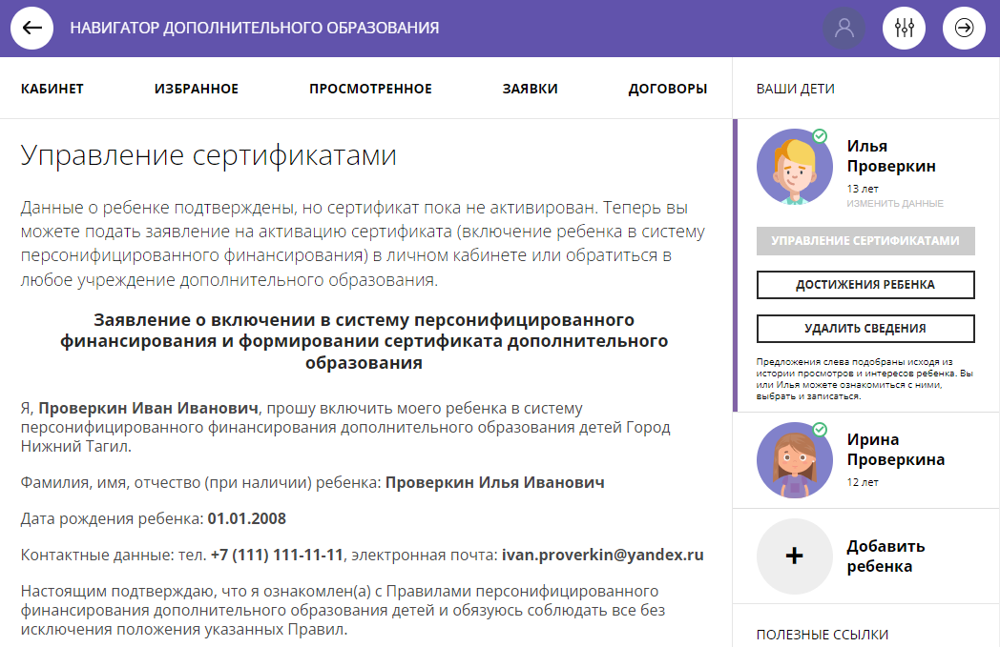 НАВИГАТОР ДОПОЛНИТЕЛЬНОГО ОБРАЗОВАНИЯ
КАБИНЕТ
ИЗБРАННОЕ
ПРОСМОТРЕННОЕ
ЗАЯВКИ
ДОГОВОРЫ
Управление сертификатами
Данные о ребенке подтверждены, но сертификат пока не активирован. Теперь вы
можете подать заявление на активацию сертификата (включение ребенка в систему
персонифицированного финансирования) в личном кабинете или обратиться в
любое учреждение дополнительного образования.
Заявление о включении в систему персонифицированного
финансирования и формировании сертификата дополнительного
образования
Я, Проверкин Иван Иванович, прошу включить моего ребенка в систему
персонифицированного финансирования дополнительного образования детей Город
Нижний Тагил.
Фамилия, имя, отчество (при наличии) ребенка: Проверкин Илья Иванович
Дата рождения ребенка: 01.01.2008
Контактные данные: тел. +7 (111) 111-11-11, электронная почта: ivan.proverkin@yandex.ru
Настоящим подтверждаю, что я ознакомлен(а) с Правилами персонифицированного
финансирования дополнительного образования детей и обязуюсь соблюдать все без
исключения положения указанных Правил.
ВАШИ ДЕТИ
Илья
Проверкин
13 лет
ИЗМЕНИТЬ ДАННЫЕ
УПРАВЛЕНИЕ СЕРТИФИКАТАМИ
ДОСТИЖЕНИЯ РЕБЕНКА
УДАЛИТЬ СВЕДЕНИЯ
Предложения слева подобраны исходя из
истории просмотров и интересов ребенка. Вы
или Илья можете ознакомиться с ними,
выбрать и записаться.
Ирина
Проверкина
12 лет
+
Добавить
ребенка
ПОЛЕЗНЫЕ ССЫЛКИ